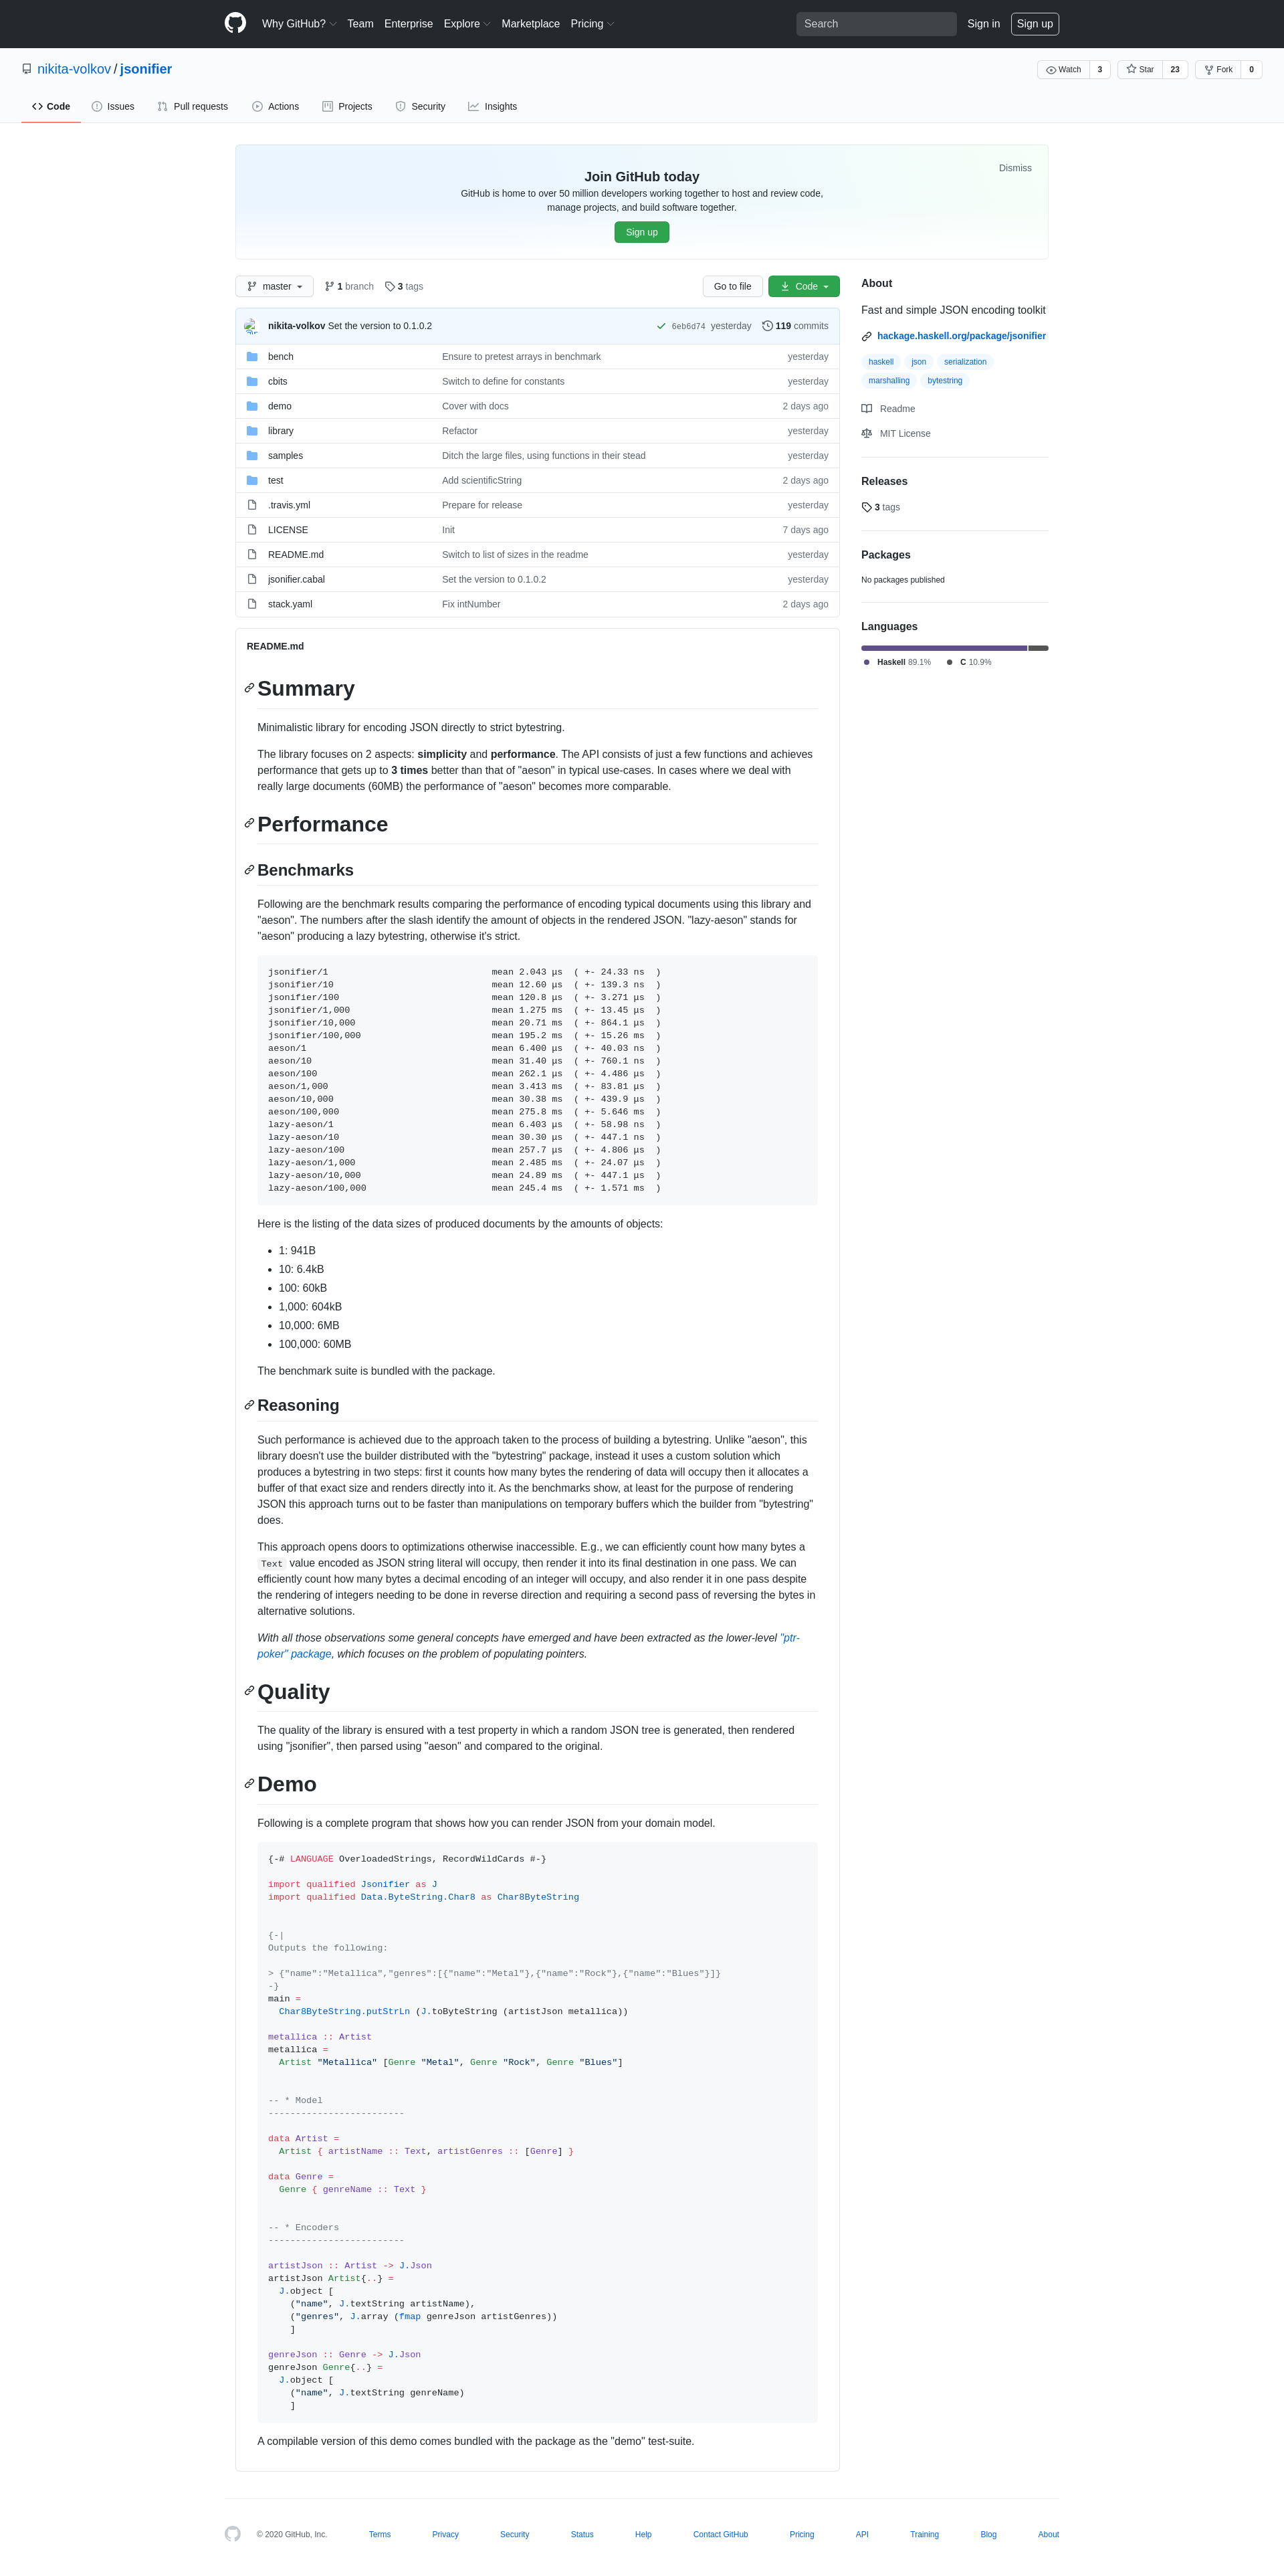 Why GitHub? Team Enterprise Explore Marketplace Pricing Search Sign in Sign up
nikita-volkov / jsonifier
Watch 3 Star 23 Fork 0
Code Issues Pull requests Actions Projects Security Insights
Dismiss
Join GitHub today
GitHub is home to over 50 million developers working together to host and review code,
manage projects, and build software together.
Sign up
master 1 branch 3 tags Go to file Code
nikita-volkov Set the version to 0.1.0.2 6eb6d74 yesterday 119 commits
bench Ensure to pretest arrays in benchmark yesterday
cbits Switch to define for constants yesterday
demo Cover with docs 2 days ago
library Refactor yesterday
samples Ditch the large files, using functions in their stead yesterday
test Add scientificString 2 days ago
.travis.yml Prepare for release yesterday
LICENSE Init 7 days ago
README.md Switch to list of sizes in the readme yesterday
jsonifier.cabal Set the version to 0.1.0.2 yesterday
stack.yaml Fix intNumber 2 days ago
About
Fast and simple JSON encoding toolkit
hackage.haskell.org/package/jsonifier
haskell json serialization
marshalling bytestring
Readme
MIT License
Releases
3 tags
Packages
No packages published
Languages
Haskell 89.1% C 10.9%
README.md
Summary
Minimalistic library for encoding JSON directly to strict bytestring.
The library focuses on 2 aspects: simplicity and performance. The API consists of just a few functions and achieves
performance that gets up to 3 times better than that of "aeson" in typical use-cases. In cases where we deal with
really large documents (60MB) the performance of "aeson" becomes more comparable.
Performance
Benchmarks
Following are the benchmark results comparing the performance of encoding typical documents using this library and
"aeson". The numbers after the slash identify the amount of objects in the rendered JSON. "lazy-aeson" stands for
"aeson" producing a lazy bytestring, otherwise it's strict.
jsonifier/1 mean 2.043 μs ( +- 24.33 ns )
jsonifier/10 mean 12.60 μs ( +- 139.3 ns )
jsonifier/100 mean 120.8 μs ( +- 3.271 μs )
jsonifier/1,000 mean 1.275 ms ( +- 13.45 μs )
jsonifier/10,000 mean 20.71 ms ( +- 864.1 μs )
jsonifier/100,000 mean 195.2 ms ( +- 15.26 ms )
aeson/1 mean 6.400 μs ( +- 40.03 ns )
aeson/10 mean 31.40 μs ( +- 760.1 ns )
aeson/100 mean 262.1 μs ( +- 4.486 μs )
aeson/1,000 mean 3.413 ms ( +- 83.81 μs )
aeson/10,000 mean 30.38 ms ( +- 439.9 μs )
aeson/100,000 mean 275.8 ms ( +- 5.646 ms )
lazy-aeson/1 mean 6.403 μs ( +- 58.98 ns )
lazy-aeson/10 mean 30.30 μs ( +- 447.1 ns )
lazy-aeson/100 mean 257.7 μs ( +- 4.806 μs )
lazy-aeson/1,000 mean 2.485 ms ( +- 24.07 μs )
lazy-aeson/10,000 mean 24.89 ms ( +- 447.1 μs )
lazy-aeson/100,000 mean 245.4 ms ( +- 1.571 ms )
Here is the listing of the data sizes of produced documents by the amounts of objects:
• 1: 941B
• 10: 6.4kB
• 100: 60kB
• 1,000: 604kB
• 10,000: 6MB
• 100,000: 60MB
The benchmark suite is bundled with the package.
Reasoning
Such performance is achieved due to the approach taken to the process of building a bytestring. Unlike "aeson", this
library doesn't use the builder distributed with the "bytestring" package, instead it uses a custom solution which
produces a bytestring in two steps: first it counts how many bytes the rendering of data will occupy then it allocates a
buffer of that exact size and renders directly into it. As the benchmarks show, at least for the purpose of rendering
JSON this approach turns out to be faster than manipulations on temporary buffers which the builder from "bytestring"
does.
This approach opens doors to optimizations otherwise inaccessible. E.g., we can efficiently count how many bytes a
Text value encoded as JSON string literal will occupy, then render it into its final destination in one pass. We can
efficiently count how many bytes a decimal encoding of an integer will occupy, and also render it in one pass despite
the rendering of integers needing to be done in reverse direction and requiring a second pass of reversing the bytes in
alternative solutions.
With all those observations some general concepts have emerged and have been extracted as the lower-level "ptr-
poker" package, which focuses on the problem of populating pointers.
Quality
The quality of the library is ensured with a test property in which a random JSON tree is generated, then rendered
using "jsonifier", then parsed using "aeson" and compared to the original.
Demo
Following is a complete program that shows how you can render JSON from your domain model.
{-# LANGUAGE OverloadedStrings, RecordWildCards #-}
import qualified Jsonifier as J
import qualified Data.ByteString.Char8 as Char8ByteString
{-|
Outputs the following:
> {"name":"Metallica","genres":[{"name":"Metal"},{"name":"Rock"},{"name":"Blues"}]}
-}
main =
Char8ByteString.putStrLn (J.toByteString (artistJson metallica))
metallica :: Artist
metallica =
Artist "Metallica" [Genre "Metal", Genre "Rock", Genre "Blues"]
-- * Model
-------------------------
data Artist =
Artist { artistName :: Text, artistGenres :: [Genre] }
data Genre =
Genre { genreName :: Text }
-- * Encoders
-------------------------
artistJson :: Artist -> J.Json
artistJson Artist{..} =
J.object [
("name", J.textString artistName),
("genres", J.array (fmap genreJson artistGenres))
]
genreJson :: Genre -> J.Json
genreJson Genre{..} =
J.object [
("name", J.textString genreName)
]
A compilable version of this demo comes bundled with the package as the "demo" test-suite.
© 2020 GitHub, Inc. Terms Privacy Security Status Help Contact GitHub Pricing API Training Blog About